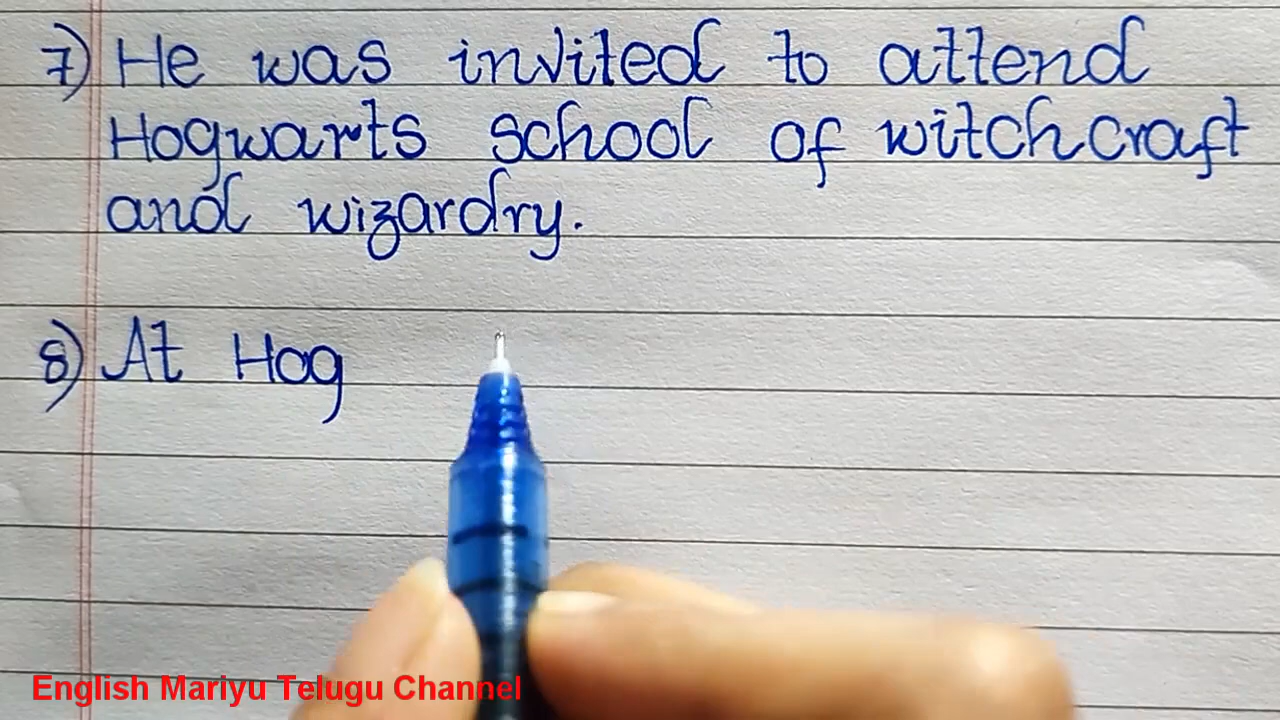 7) He was invited to attend
Hogwarts school of witchcraft
and wizardry.
8) At Hog
English Mariyu Telugu Channel